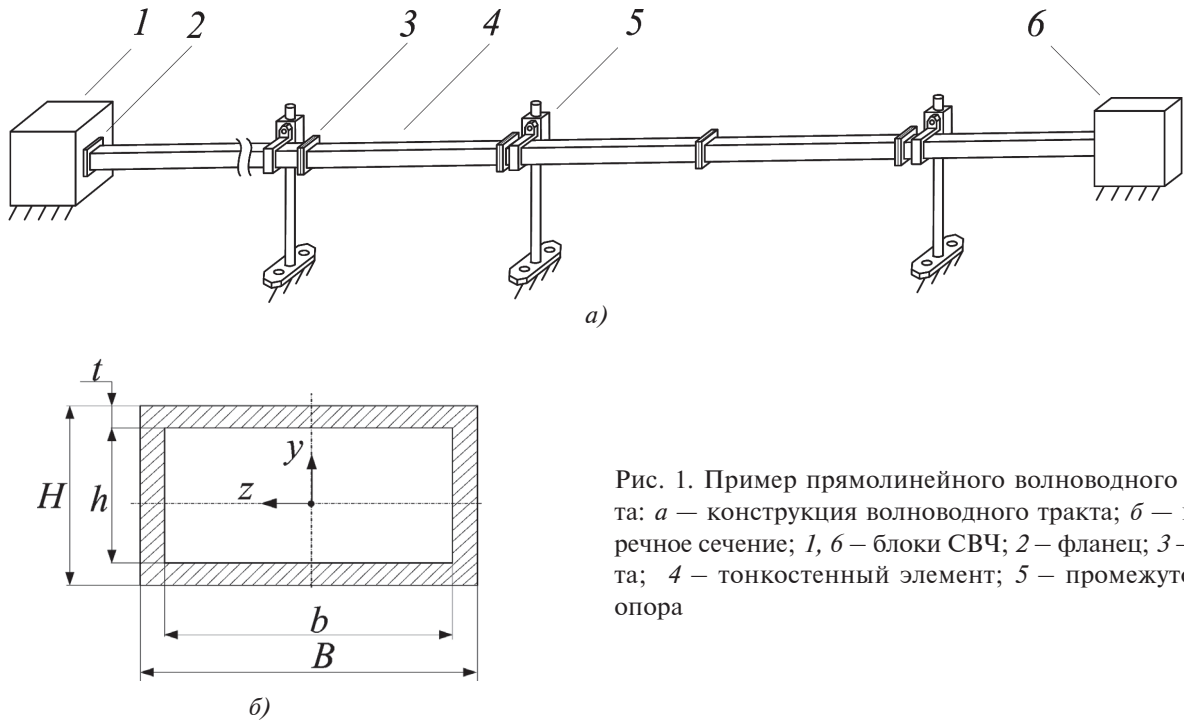 1 2 3 4 5 6
а)
t
H h y z
b
B
б)
Рис. 1. Пример прямолинейного волноводного
та: а — конструкция волноводного тракта; б —
речное сечение; 1, 6 – блоки СВЧ; 2 – фланец; 3 –
та; 4 – тонкостенный элемент; 5 – промежуто
опора